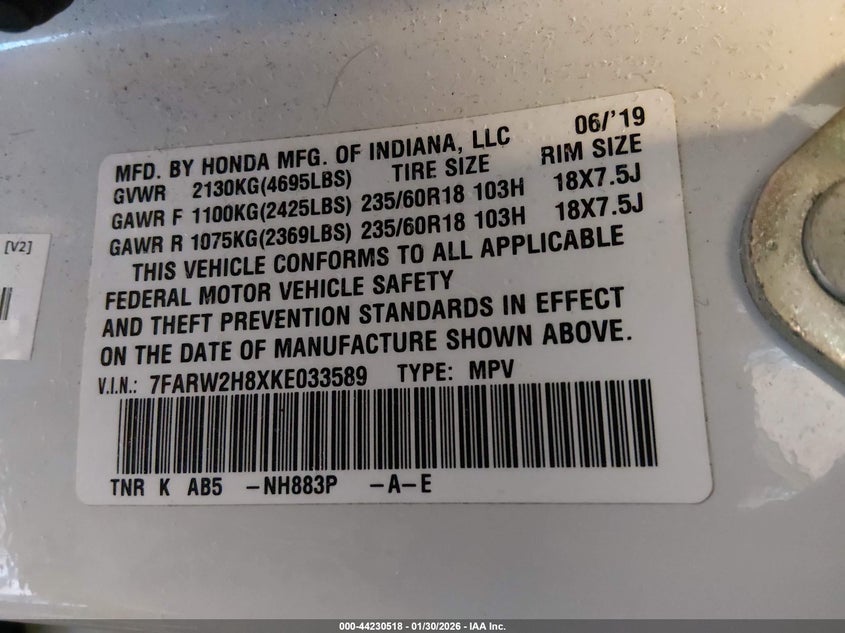 MFD. BY HONDA MFG. OF INDIANA, LLC 06/'19
GVWR 2130KG(4695LBS) TIRE SIZE RIM SIZE
GAWR F 1100KG(2425LBS) 235/60R18 103H 18X7.5J
GAWR R 1075KG(2369LBS) 235/60R18 103H 18X7.5J
THIS VEHICLE CONFORMS TO ALL APPLICABLE
FEDERAL MOTOR VEHICLE SAFETY
AND THEFT PREVENTION STANDARDS IN EFFECT
ON THE DATE OF MANUFACTURE SHOWN ABOVE.
V.I.N.: 7FARW2H8XKE033589 TYPE: MPV
TNR K AB5 -NH883P -A-E
[V2]
000-44230518 - 01/30/2026 - IAA Inc.